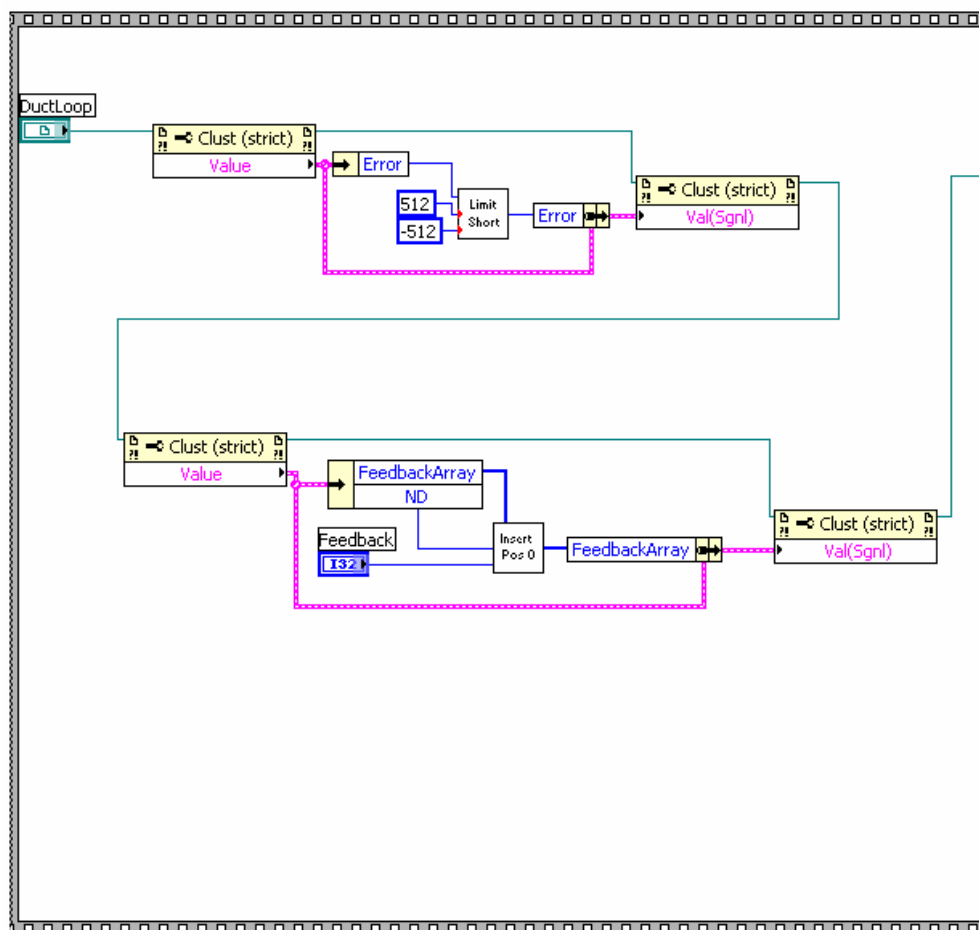 DuctLoop
Clust (strict)
Value
Error
512
-512
Limit
Short
Error
Clust (strict)
Val(Sgnl)
Clust (strict)
Value
FeedbackArray
ND
Feedback
I32
Insert
Pos 0
FeedbackArray
Clust (strict)
Val(Sgnl)